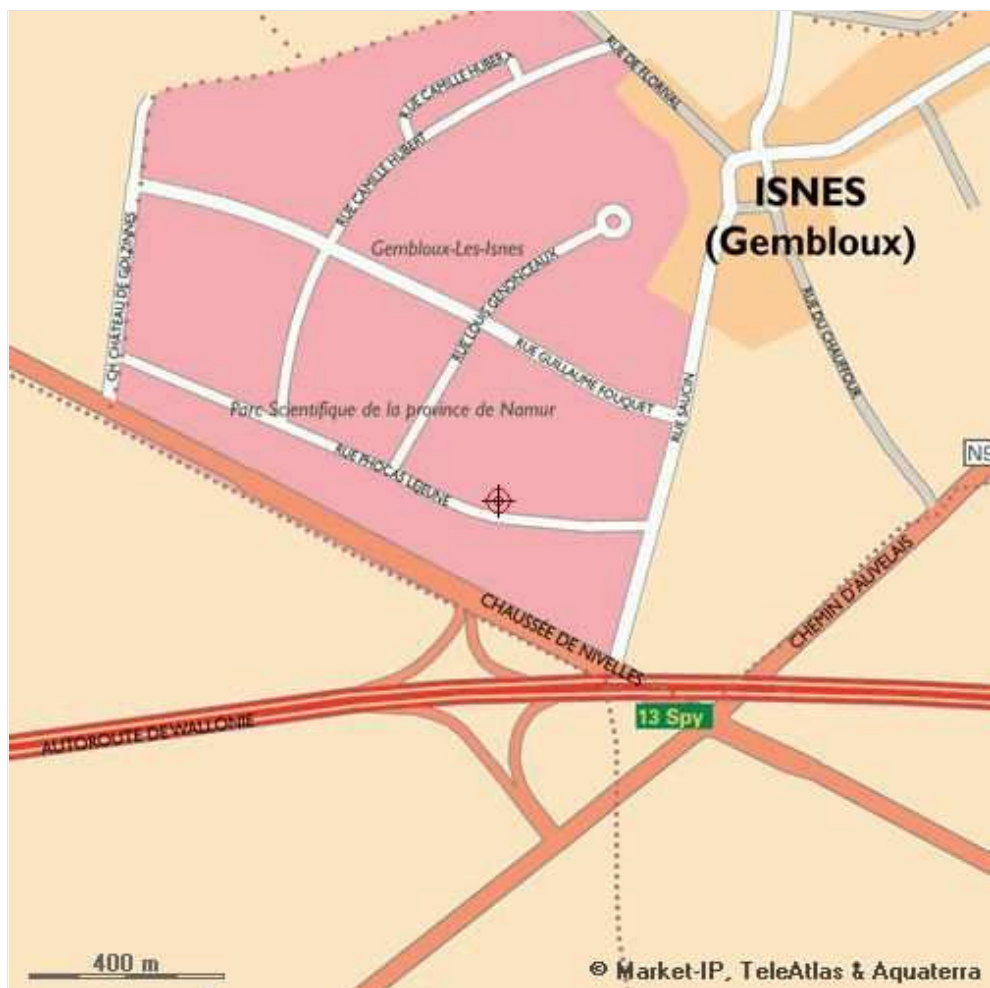 RUE DE FLORIVAL
RUE CAMILLE HUBER
RUE CAMILLE HUBERT
ISNES
(Gembloux)
Gembloux-Les-Isnes
CH. CHÂTEAU DE GOLZINNES
RUE LOUIS GENONCEAUX
RUE GUILLAUME FOUQUET
RUE SAUCIN
RUE DU CHAUFFOUR
Parc Scientifique de la province de Namur
RUE PHOCAS LEJEUNE
N9
CHAUSSÉE DE NIVELLES
CHEMIN D'AUVELAIS
13 Spy
AUTOROUTE DE WALLONIE
400 m
© Market-IP, TeleAtlas & Aquaterra